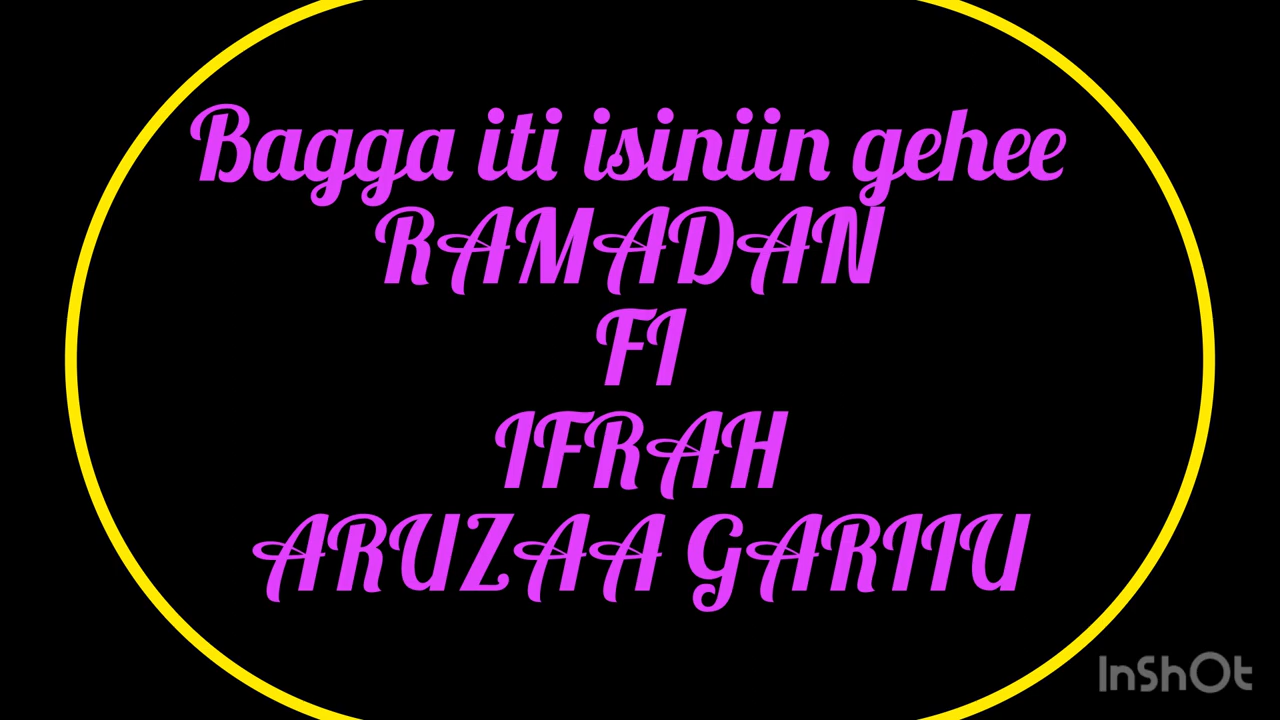 Bagga iti isiniin gehee
RAMADAN
FI
IFRAH
ARUZAA GARIIU
InShOt